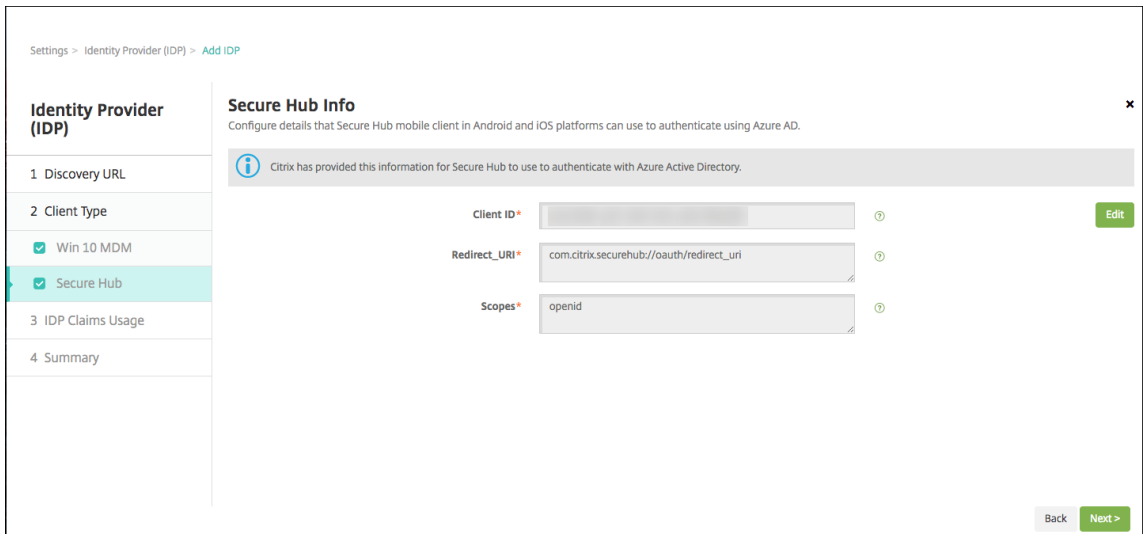 Settings > Identity Provider (IDP) > Add IDP
Identity Provider
(IDP)
1 Discovery URL
2 Client Type
Win 10 MDM
Secure Hub
3 IDP Claims Usage
4 Summary
Secure Hub Info
×
Configure details that Secure Hub mobile client in Android and iOS platforms can use to authenticate using Azure AD.
Citrix has provided this information for Secure Hub to use to authenticate with Azure Active Directory.
Client ID*
Edit
Redirect_URI* com.citrix.securehub://oauth/redirect_uri
Scopes* openid
Back Next >